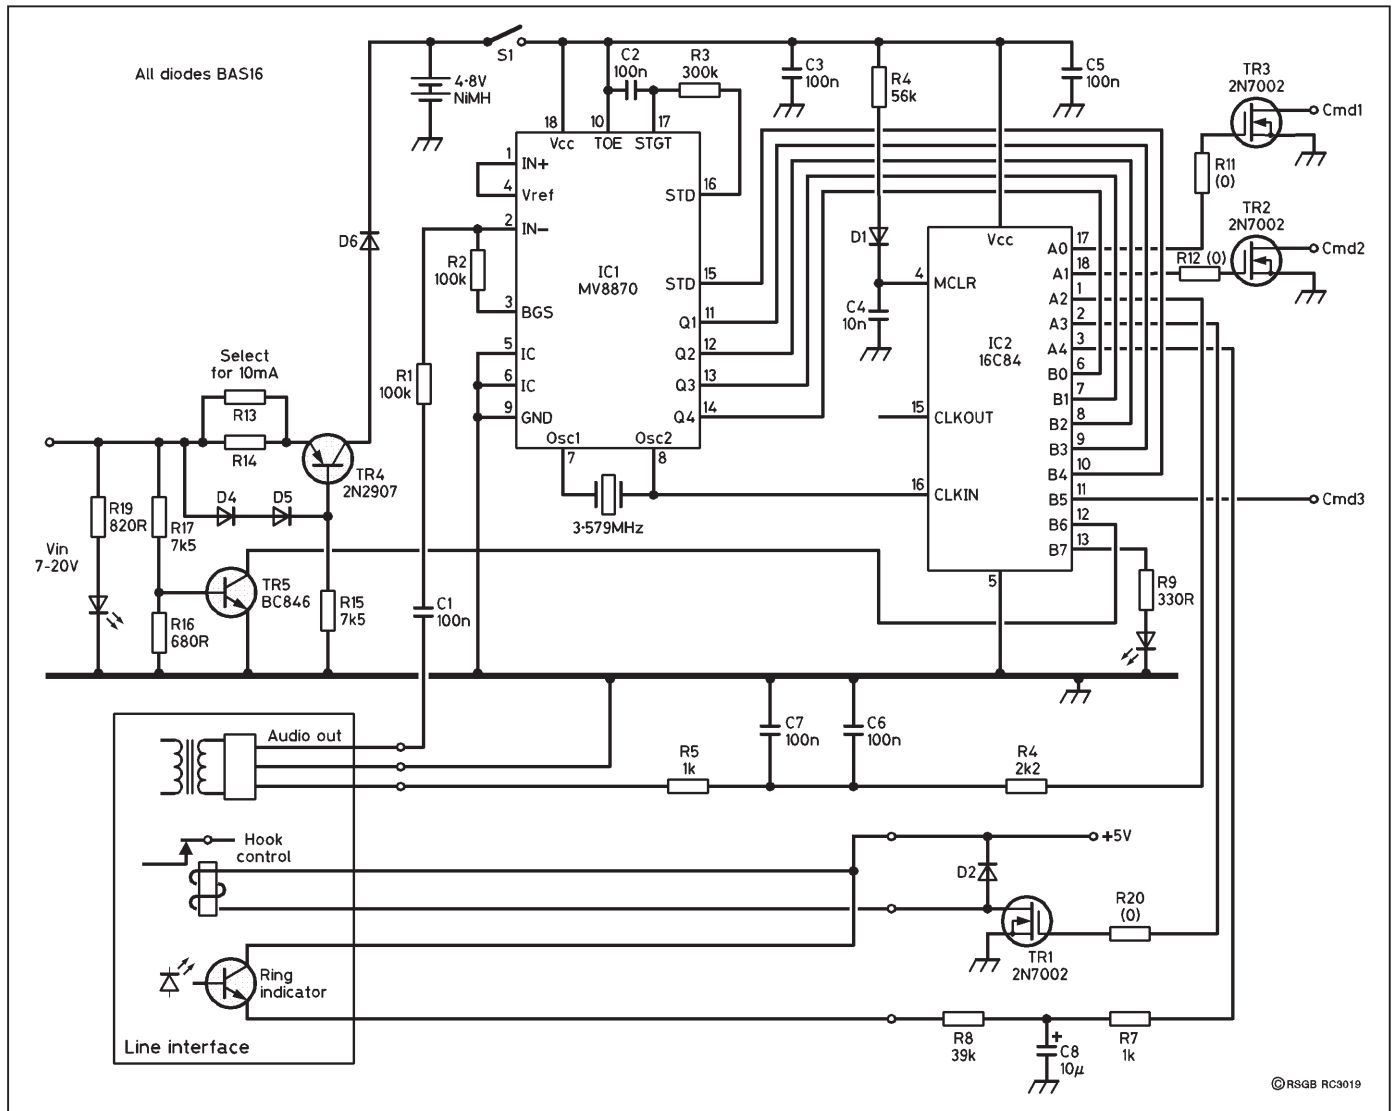 All diodes BAS16
S1
4·8V
NiMH
C2
100n
R3
300k
C3
100n
R4
56k
C5
100n
TR3
2N7002
Cmd1
R11
(0)
TR2
2N7002
Cmd2
R12 (0)
18
10
17
Vcc
TOE
STGT
1
IN+
4
Vref
2
IN-
3
BGS
5
IC
6
IC
9
GND
IC1
MV8870
STD
16
STD
15
Q1
11
Q2
12
Q3
13
Q4
14
Osc1
Osc2
7
8
3·579MHz
D6
R2
100k
R1
100k
D1
C4
10n
4
MCLR
Vcc
IC2
16C84
15
CLKOUT
16
CLKIN
5
A0
17
A1
18
A2
1
A3
2
A4
3
B0
6
B1
7
B2
8
B3
9
B4
10
B5
11
B6
12
B7
13
Cmd3
R9
330R
Select
for 10mA
R13
R14
TR4
2N2907
D4
D5
R19
820R
R17
7k5
Vin
7-20V
TR5
BC846
R16
680R
R15
7k5
C1
100n
Audio out
C7
100n
C6
100n
R5
1k
R4
2k2
Hook
control
+5V
D2
R20
(0)
TR1
2N7002
Ring
indicator
R8
39k
+
C8
10µ
R7
1k
Line interface
©RSGB RC3019